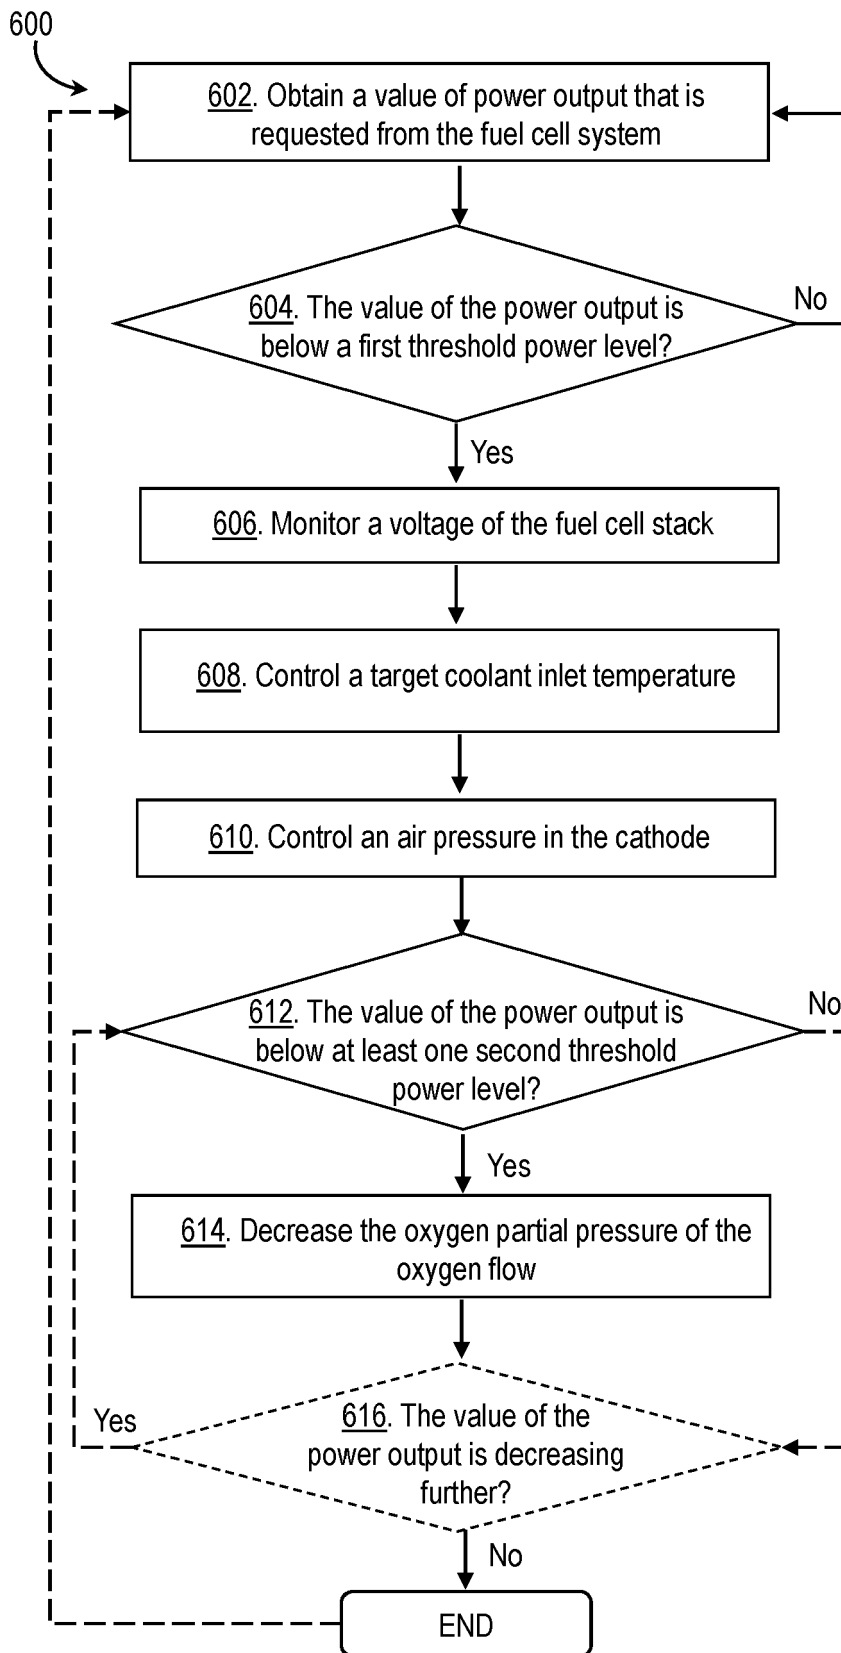 600
602. Obtain a value of power output that is
requested from the fuel cell system
604. The value of the power output is
below a first threshold power level?
No
Yes
606. Monitor a voltage of the fuel cell stack
608. Control a target coolant inlet temperature
610. Control an air pressure in the cathode
612. The value of the power output is
below at least one second threshold
power level?
No
Yes
614. Decrease the oxygen partial pressure of the
oxygen flow
616. The value of the
power output is decreasing
further?
Yes
No
END